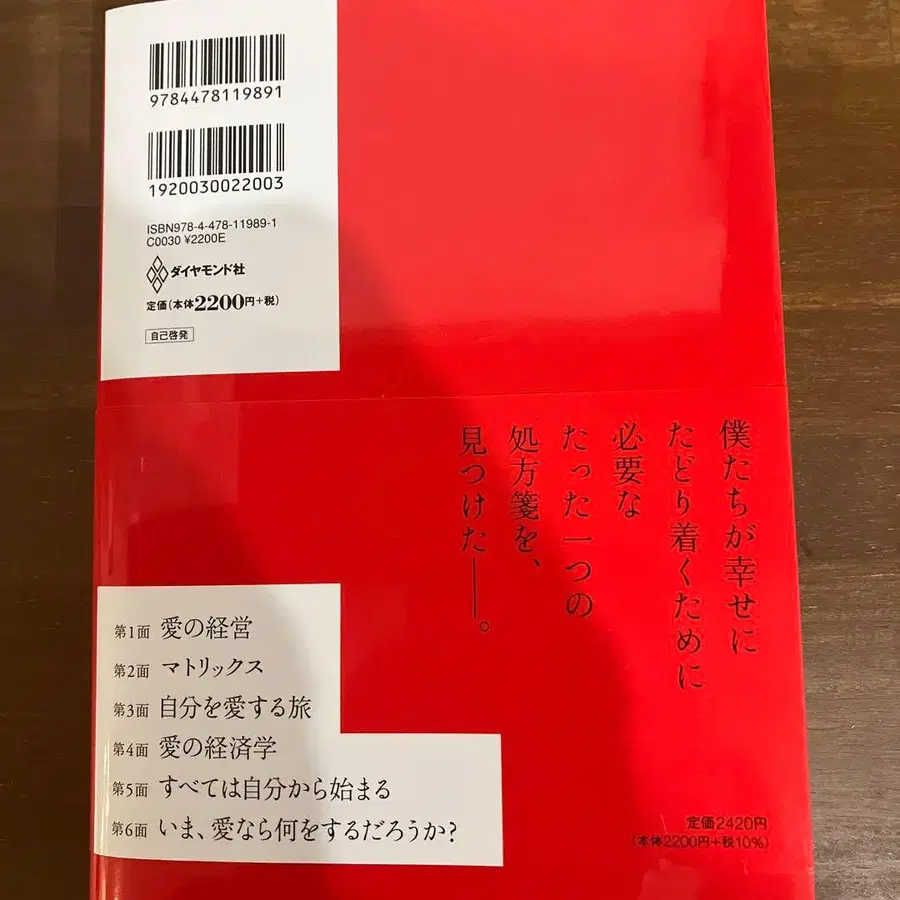 9784478119891
1920030022003
ISBN978-4-478-11989-1
C0030 ¥2200E
ダイヤモンド社
定価(本体2200円+税)
自己啓発
僕たちが幸せに
たどり着くために
必要な
たった一つの
処方箋を、
見つけた──。
第1面 愛の経営
第2面 マトリックス
第3面 自分を愛する旅
第4面 愛の経済学
第5面 すべては自分から始まる
第6面 いま、愛なら何をするだろうか?
定価2420円
(本体2200円+税10%)